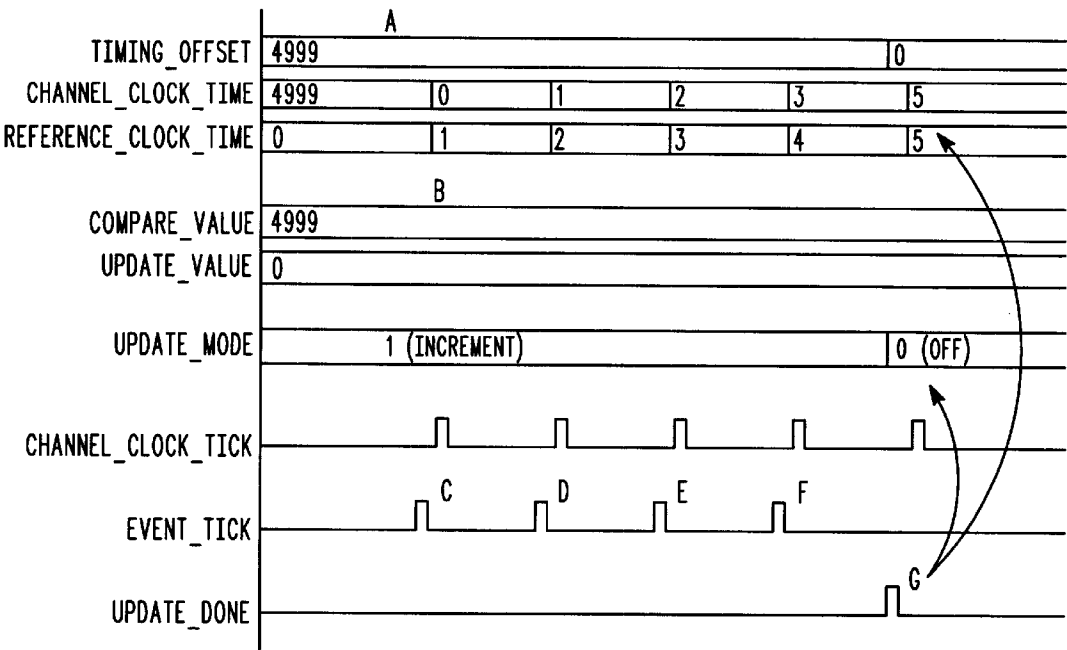 A
TIMING_OFFSET 4999 0
CHANNEL_CLOCK_TIME 4999 0 1 2 3 5
REFERENCE_CLOCK_TIME 0 1 2 3 4 5
B
COMPARE_VALUE 4999
UPDATE_VALUE 0
UPDATE_MODE 1 (INCREMENT) 0 (OFF)
CHANNEL_CLOCK_TICK
C D E F
EVENT_TICK
G
UPDATE_DONE